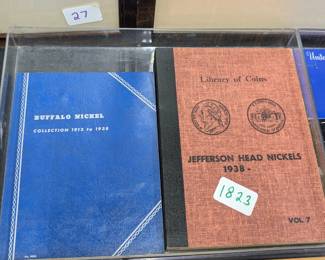 27
BUFFALO NICKEL
COLLECTION 1913 to 1938
Library of Coins
JEFFERSON HEAD NICKELS
1938 -
1823
VOL. 7